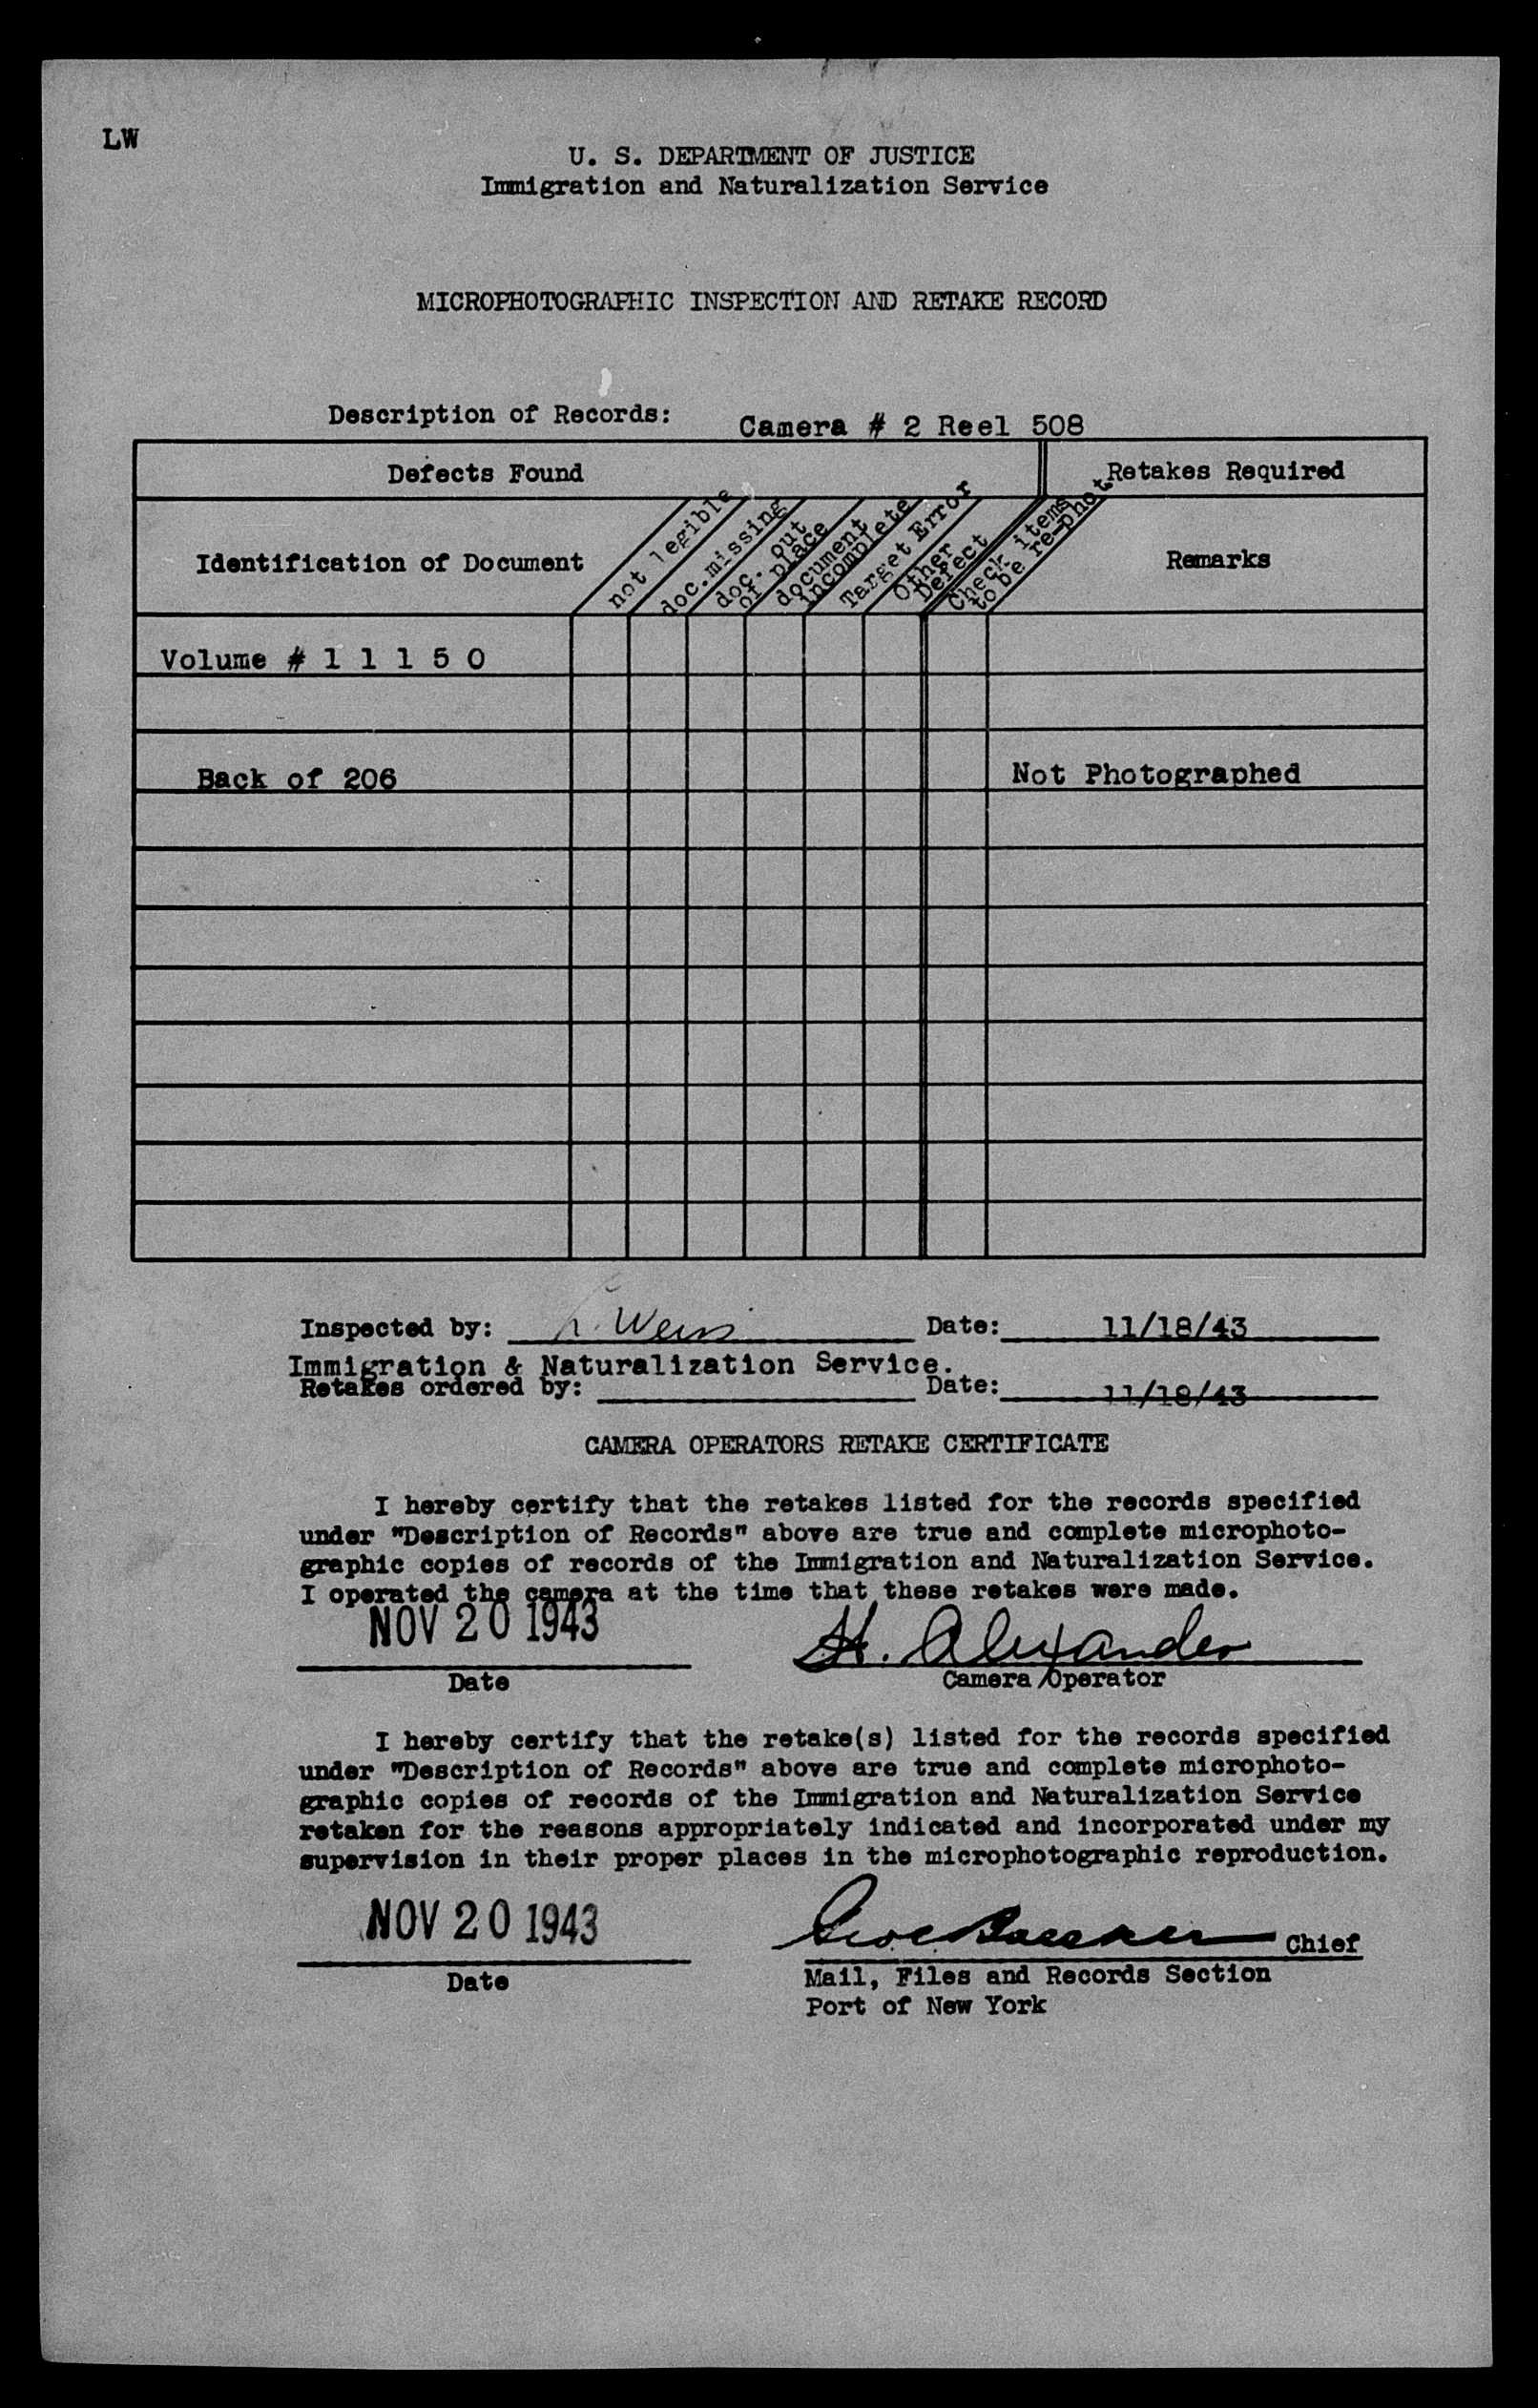 LW
U. S. DEPARTMENT OF JUSTICE
Immigration and Naturalization Service
MICROPHOTOGRAPHIC INSPECTION AND RETAKE RECORD
Description of Records: Camera # 2 Reel 508
Defects Found Retakes Required
Identification of Document
not legible
doc. missing
doc. out
of place
document
incomplete
Target Error
Other
Defect
Check items
to be re-phot.
Remarks
Volume # 1 1 1 5 0
Back of 206 Not Photographed
Inspected by: Weiss Date: 11/18/43
Immigration & Naturalization Service.
Retakes ordered by: Date: 11/18/43
CAMERA OPERATORS RETAKE CERTIFICATE
I hereby certify that the retakes listed for the records specified
under "Description of Records" above are true and complete microphoto-
graphic copies of records of the Immigration and Naturalization Service.
I operated the camera at the time that these retakes were made.
NOV 20 1943 H. Alexander
Date Camera Operator
I hereby certify that the retake(s) listed for the records specified
under "Description of Records" above are true and complete microphoto-
graphic copies of records of the Immigration and Naturalization Service
retaken for the reasons appropriately indicated and incorporated under my
supervision in their proper places in the microphotographic reproduction.
NOV 20 1943 Chief
Date Mail, Files and Records Section
Port of New York